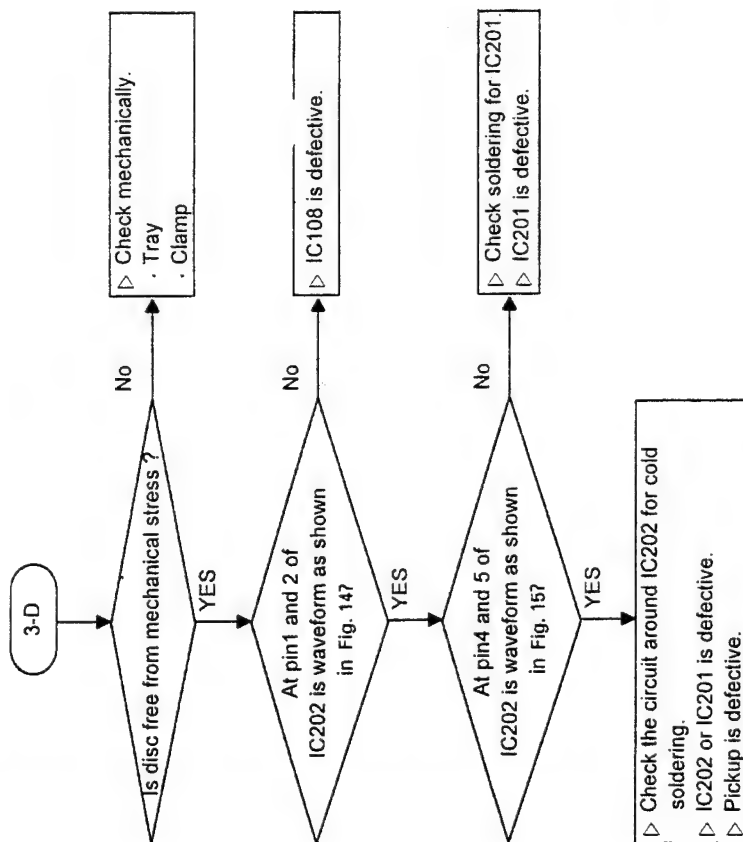 3-D
Is disc free from mechanical stress ?
No
▷ Check mechanically.
. Tray
. Clamp
YES
At pin1 and 2 of
IC202 is waveform as shown
in Fig. 14?
No
▷ IC108 is defective.
YES
At pin4 and 5 of
IC202 is waveform as shown
in Fig. 15?
No
▷ Check soldering for IC201.
▷ IC201 is defective.
YES
▷ Check the circuit around IC202 for cold
soldering.
▷ IC202 or IC201 is defective.
▷ Pickup is defective.